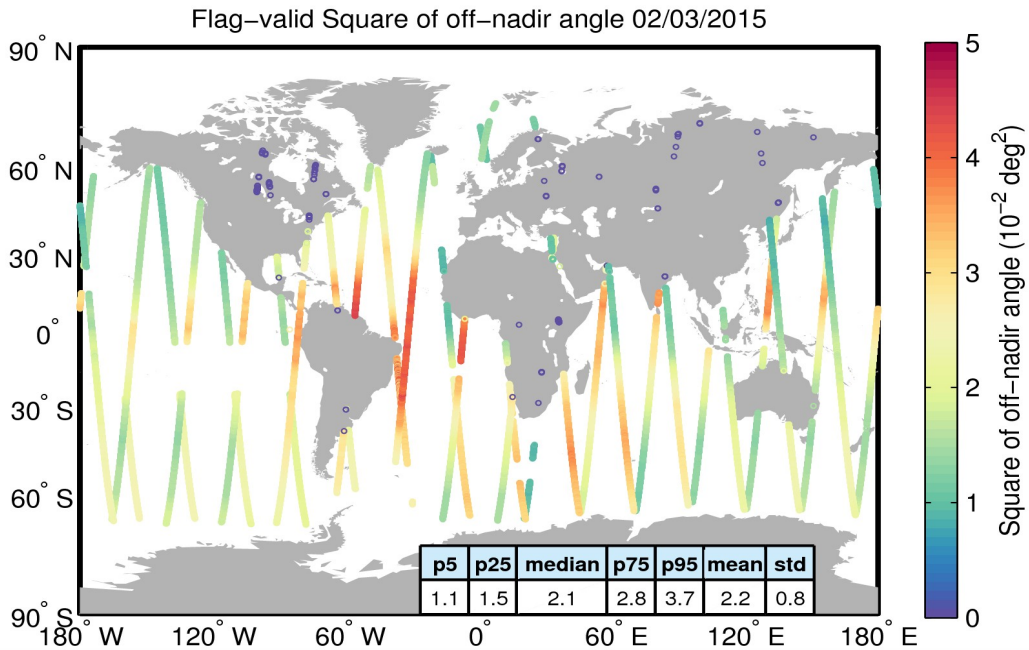 Flag−valid Square of off−nadir angle 02/03/2015
90° N
60° N
30° N
0°
30° S
60° S
90° S
180° W
120° W
60° W
0°
60° E
120° E
180° E
p5 p25 median p75 p95 mean std
1.1 1.5 2.1 2.8 3.7 2.2 0.8
5
4
3
2
1
0
Square of off−nadir angle (10⁻² deg²)